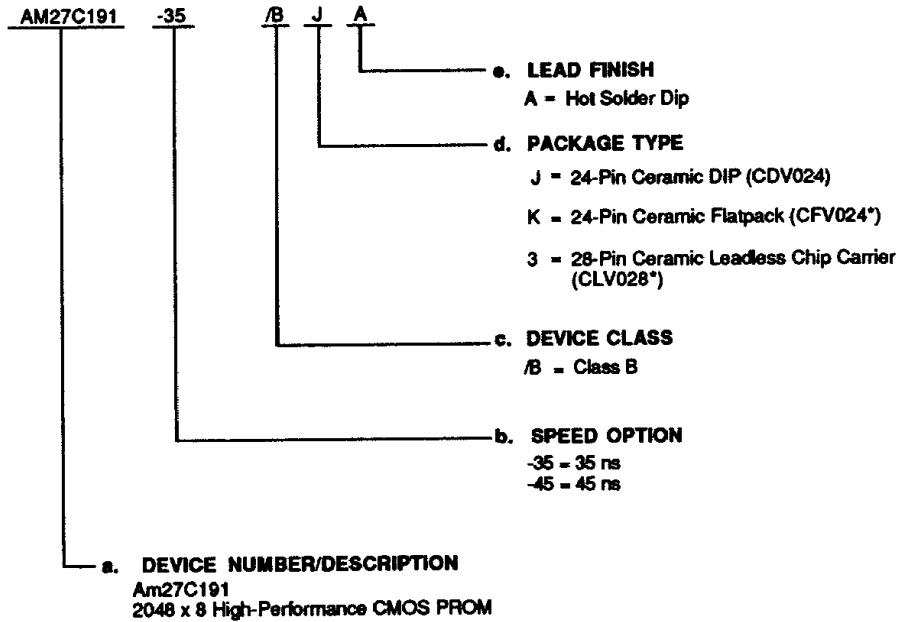 AM27C191 -35 /B J A
e. LEAD FINISH
A = Hot Solder Dip
d. PACKAGE TYPE
J = 24-Pin Ceramic DIP (CDV024)
K = 24-Pin Ceramic Flatpack (CFV024*)
3 = 28-Pin Ceramic Leadless Chip Carrier
(CLV028*)
c. DEVICE CLASS
/B = Class B
b. SPEED OPTION
-35 = 35 ns
-45 = 45 ns
a. DEVICE NUMBER/DESCRIPTION
Am27C191
2048 x 8 High-Performance CMOS PROM